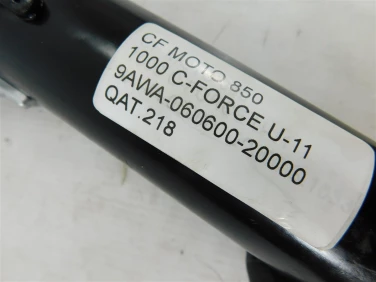 CF MOTO 850
1000 C-FORCE U-11
9AWA-060600-20000
QAT.218